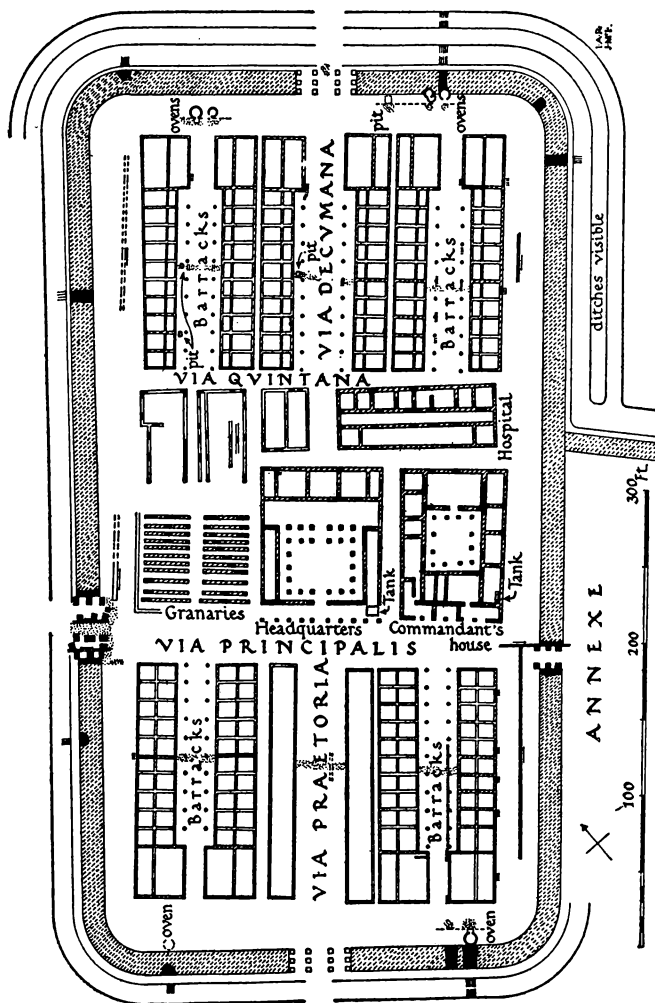 I.A.R.
ovens
pit
ovens
VIA DECVMANA
Barracks
pit
Barracks
pit
ditches visible
VIA QVINTANA
Hospital
Granaries
Tank
Tank
Headquarters
Commandant's
house
VIA PRINCIPALIS
300 ft.
200
100
ANNEXE
VIA PRAETORIA
Barracks
Barracks
oven
oven